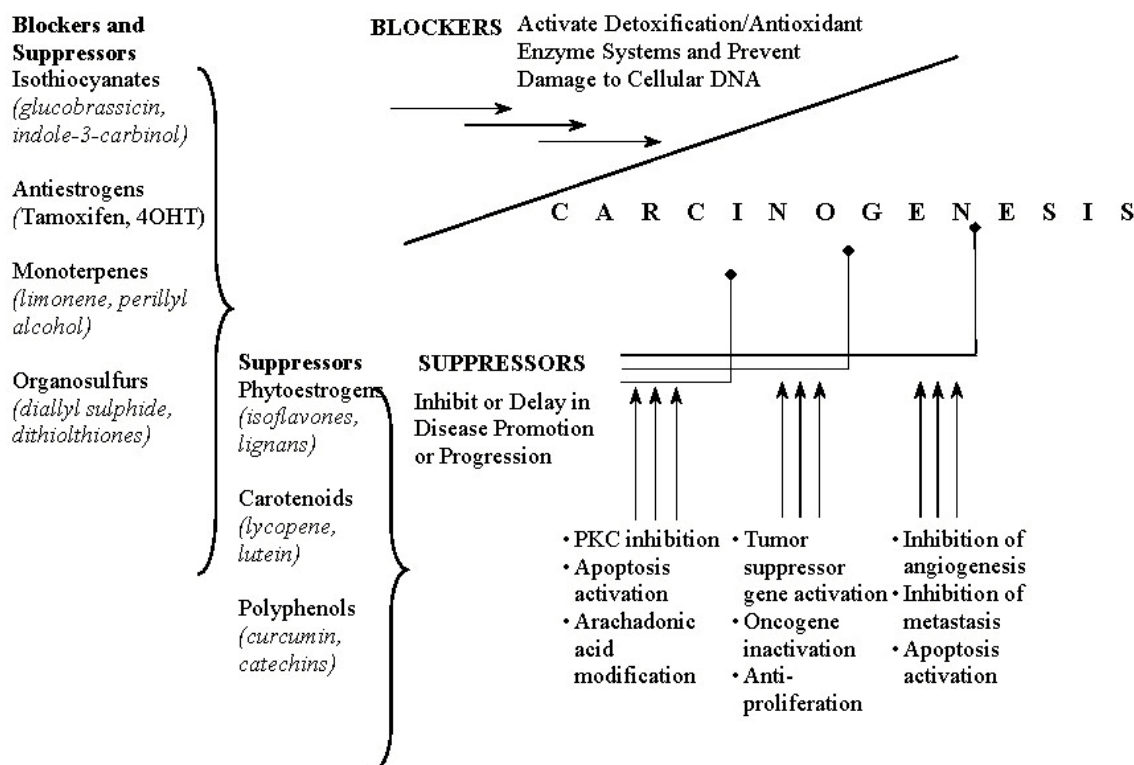 Blockers and
Suppressors
Isothiocyanates
(glucobrassicin,
indole-3-carbinol)
Antiestrogens
(Tamoxifen, 4OHT)
Monoterpenes
(limonene, perillyl
alcohol)
Organosulfurs
(diallyl sulphide,
dithiolthiones)
Suppressors
Phytoestrogens
(isoflavones,
lignans)
Carotenoids
(lycopene,
lutein)
Polyphenols
(curcumin,
catechins)
BLOCKERS Activate Detoxification/Antioxidant
Enzyme Systems and Prevent
Damage to Cellular DNA
C A R C I N O G E N E S I S
SUPPRESSORS
Inhibit or Delay in
Disease Promotion
or Progression
• PKC inhibition
• Apoptosis
activation
• Arachadonic
acid
modification
• Tumor
suppressor
gene activation
• Oncogene
inactivation
• Anti-
proliferation
• Inhibition of
angiogenesis
• Inhibition of
metastasis
• Apoptosis
activation